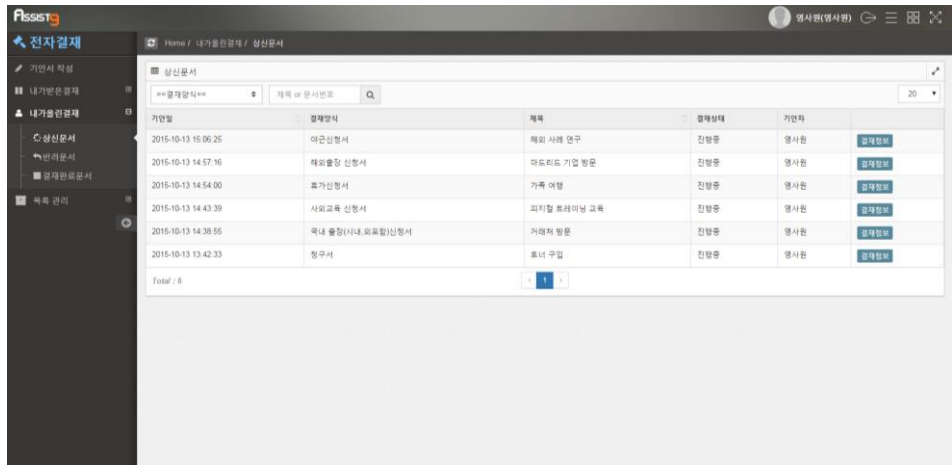 Assist9
영사원(영사원)
전자결재
Home / 내가올린결재 / 상신문서
기안서 작성
내가받은결재
내가올린결재
상신문서
반려문서
결재완료문서
목록 관리
상신문서
==결재양식==
제목 or 문서번호
20
기안일 결재양식 제목 결재상태 기안자
2015-10-13 15:06:25 야근신청서 해외 사례 연구 진행중 영사원 결재정보
2015-10-13 14:57:16 해외출장 신청서 마드리드 기업 방문 진행중 영사원 결재정보
2015-10-13 14:54:00 휴가신청서 가족 여행 진행중 영사원 결재정보
2015-10-13 14:43:39 사외교육 신청서 피지컬 트레이닝 교육 진행중 영사원 결재정보
2015-10-13 14:38:55 국내 출장(시내,외포함)신청서 거래처 방문 진행중 영사원 결재정보
2015-10-13 13:42:33 청구서 토너 구입 진행중 영사원 결재정보
Total : 6
1